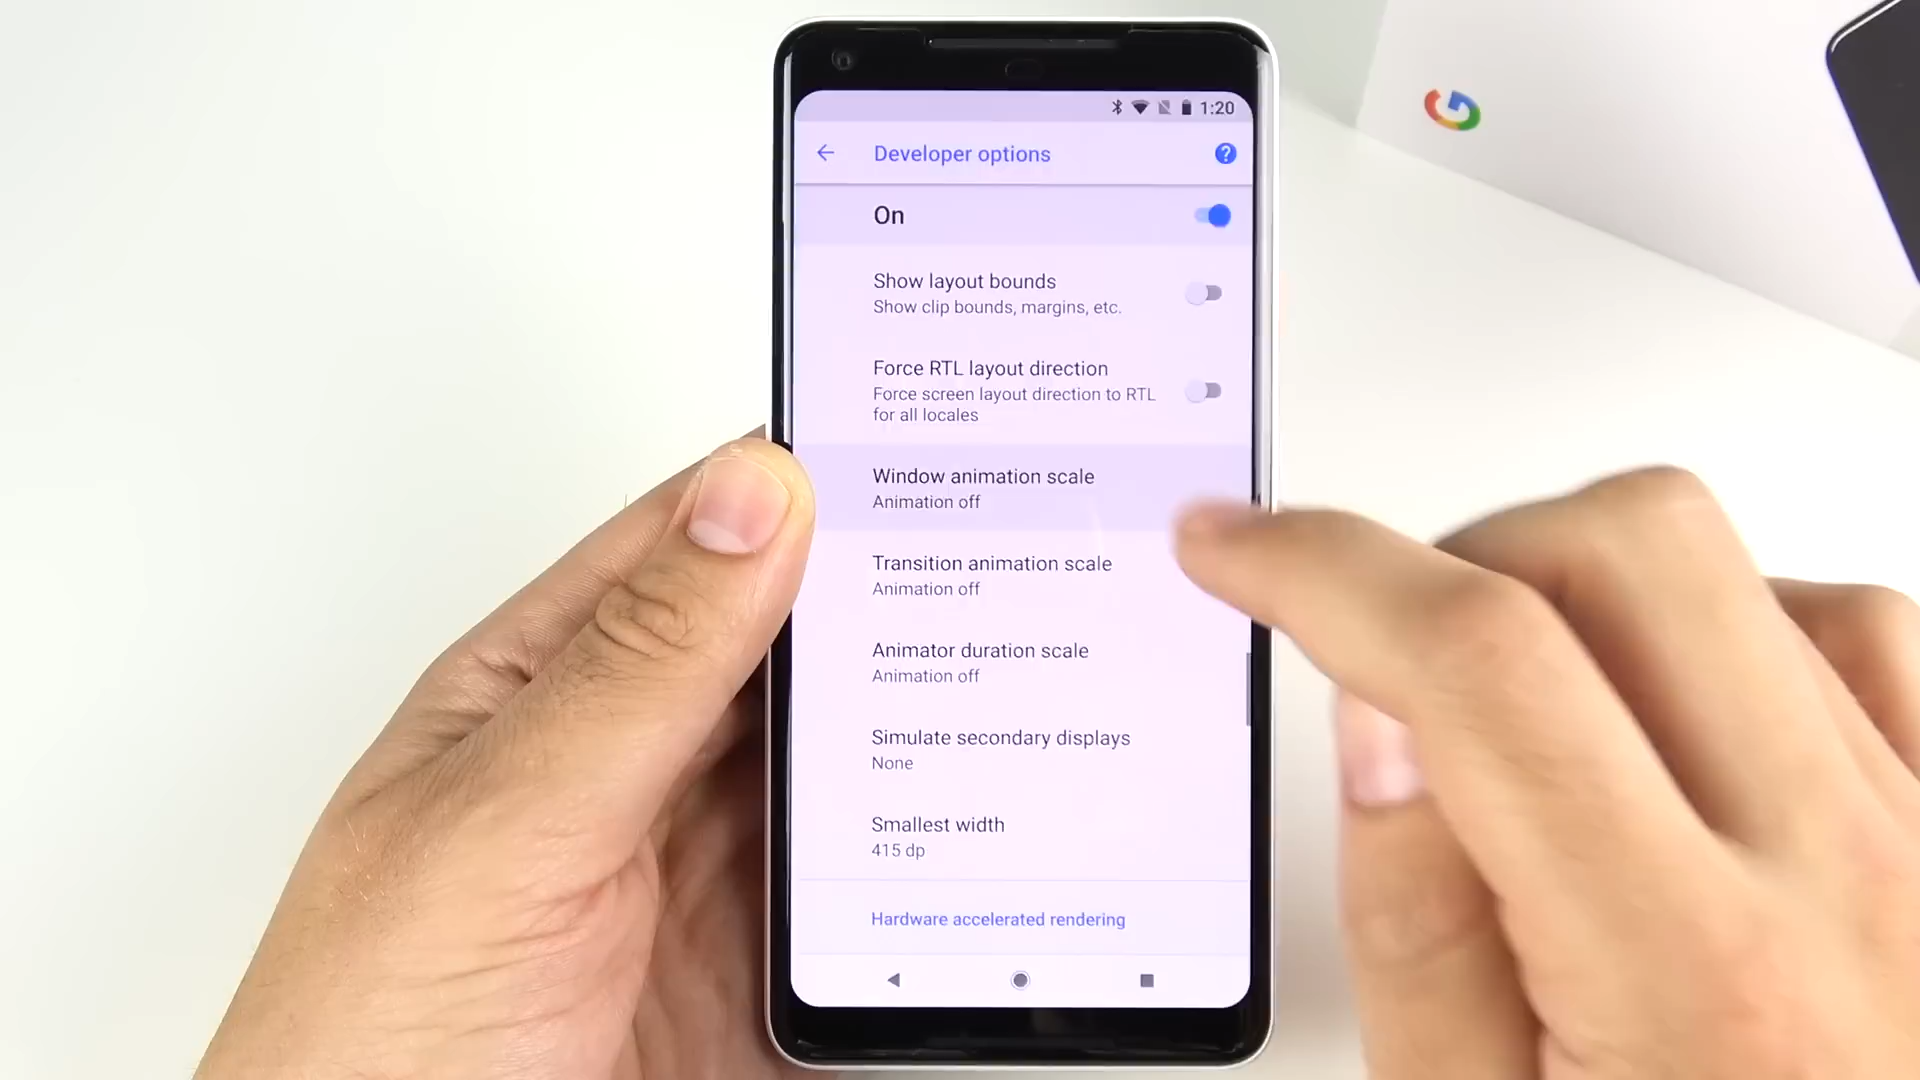 1:20
Developer options
?
On
Show layout bounds
Show clip bounds, margins, etc.
Force RTL layout direction
Force screen layout direction to RTL
for all locales
Window animation scale
Animation off
Transition animation scale
Animation off
Animator duration scale
Animation off
Simulate secondary displays
None
Smallest width
415 dp
Hardware accelerated rendering
G